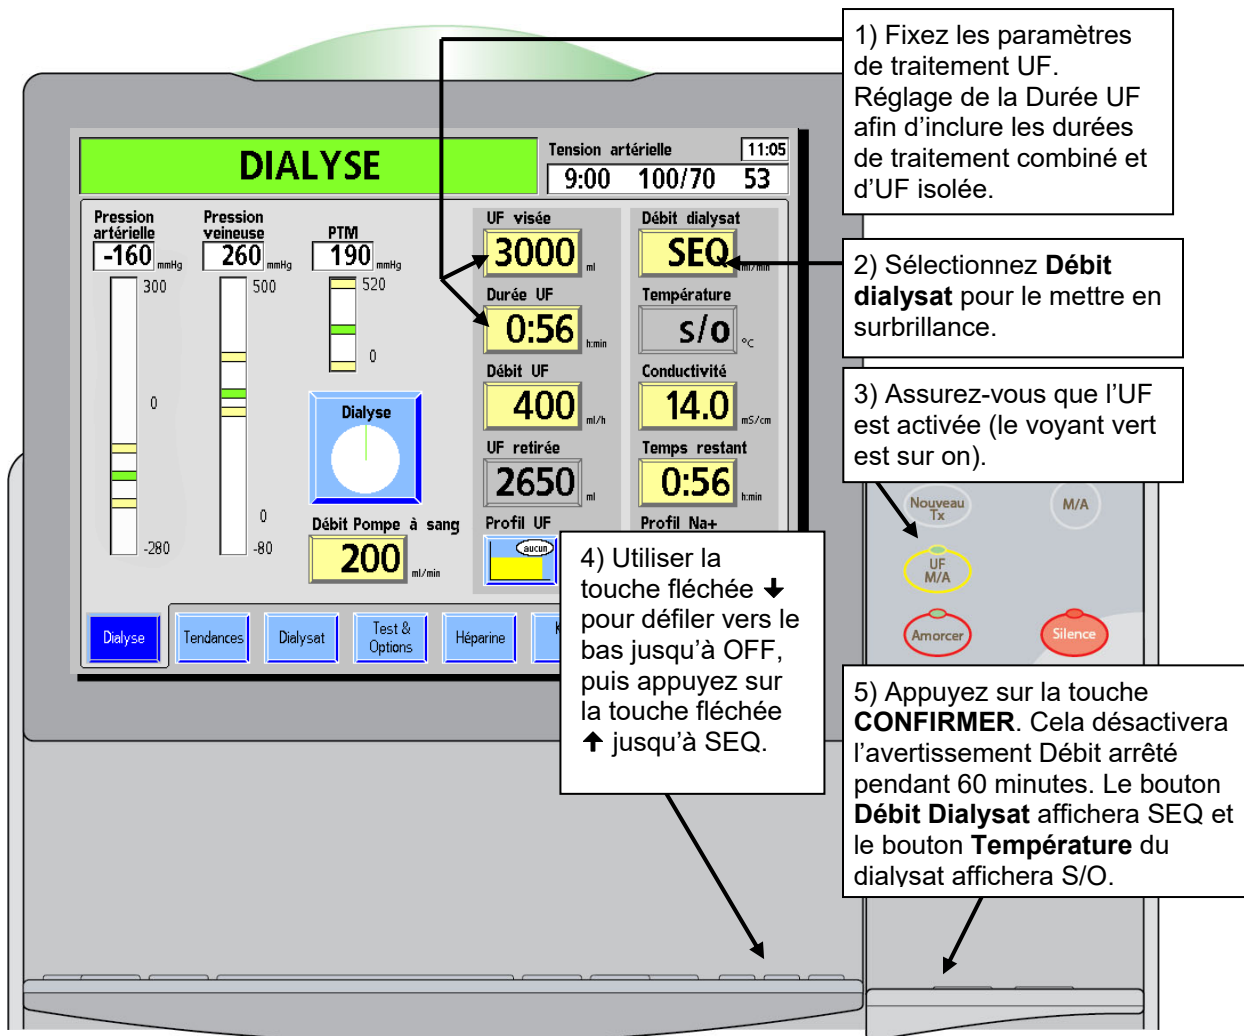 1) Fixez les paramètres
de traitement UF.
Réglage de la Durée UF
afin d’inclure les durées
de traitement combiné et
d’UF isolée.
DIALYSE
Tension artérielle
11:05
9:00 100/70 53
Pression
artérielle
-160 mmHg
300
0
-280
Pression
veineuse
260 mmHg
500
0
-80
PTM
190 mmHg
520
0
Dialyse
Débit Pompe à sang
200 ml/min
UF visée
3000 ml
Durée UF
0:56 h:min
Débit UF
400 ml/h
UF retirée
2650 ml
Profil UF
aucun
Débit dialysat
SEQ ml/min
Température
s/o °C
Conductivité
14.0 mS/cm
Temps restant
0:56 h:min
Profil Na+
2) Sélectionnez Débit
dialysat pour le mettre en
surbrillance.
3) Assurez-vous que l’UF
est activée (le voyant vert
est sur on).
Nouveau
Tx
M/A
UF
M/A
Amorcer
Silence
4) Utiliser la
touche fléchée ↓
pour défiler vers le
bas jusqu’à OFF,
puis appuyez sur
la touche fléchée
↑ jusqu’à SEQ.
Dialyse
Tendances
Dialysat
Test &
Options
Héparine
K
5) Appuyez sur la touche
CONFIRMER. Cela désactivera
l’avertissement Débit arrêté
pendant 60 minutes. Le bouton
Débit Dialysat affichera SEQ et
le bouton Température du
dialysat affichera S/O.